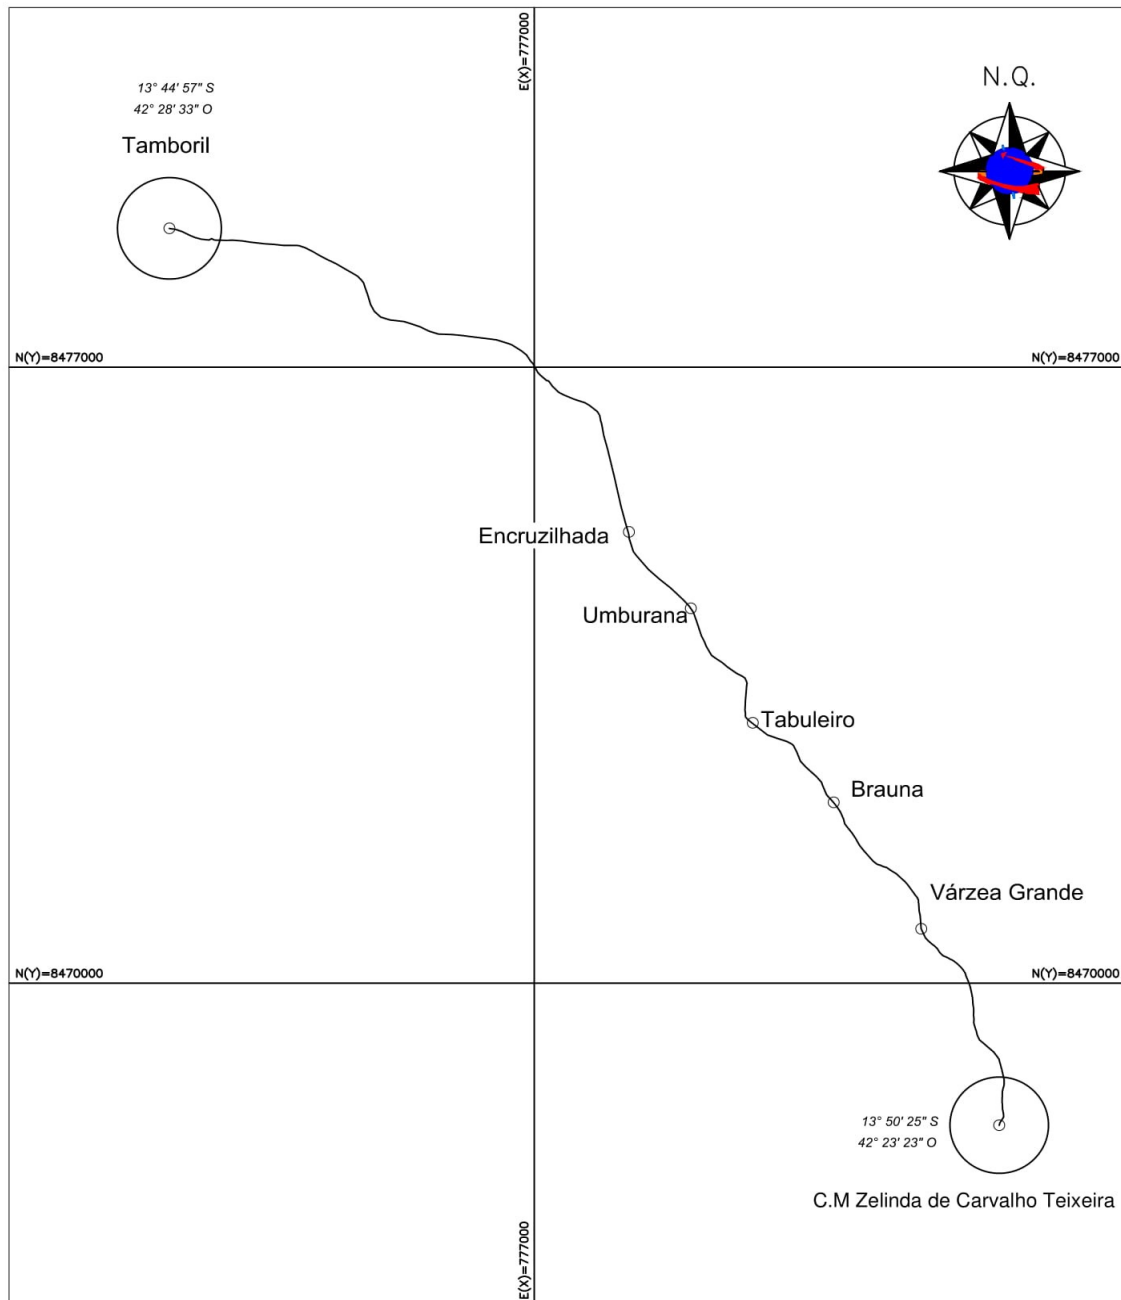 E(X)=777000
N.Q.
13° 44' 57" S
42° 28' 33" O
Tamboril
N(Y)=8477000
N(Y)=8477000
Encruzilhada
Umburana
Tabuleiro
Brauna
Várzea Grande
N(Y)=8470000
N(Y)=8470000
13° 50' 25" S
42° 23' 23" O
C.M Zelinda de Carvalho Teixeira
E(X)=777000